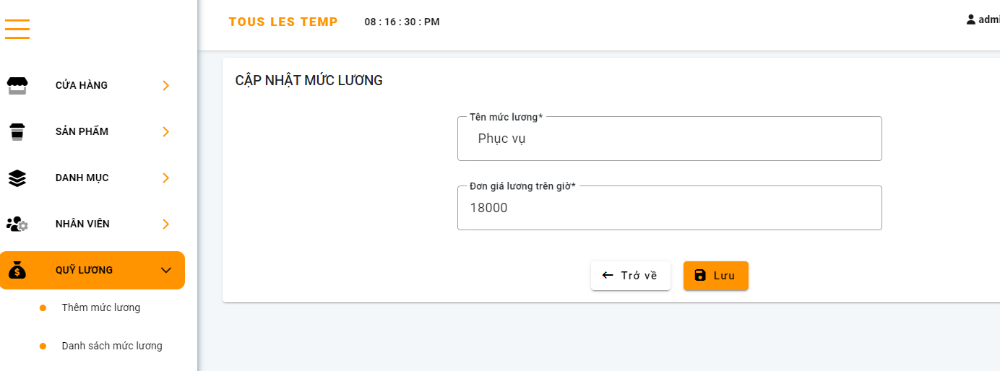 TOUS LES TEMP
08 : 16 : 30 : PM
admi
CỬA HÀNG
SẢN PHẨM
DANH MỤC
NHÂN VIÊN
QUỸ LƯƠNG
Thêm mức lương
Danh sách mức lương
CẬP NHẬT MỨC LƯƠNG
Tên mức lương*
Phục vụ
Đơn giá lương trên giờ*
18000
Trở về
Lưu